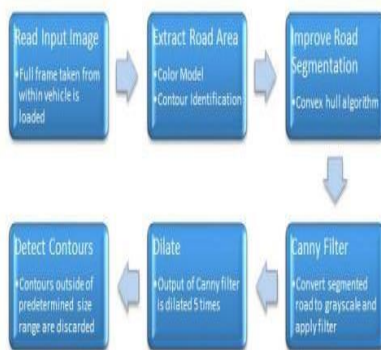 Read Input Image
•Full frame taken from
within vehicle is
loaded
Extract Road Area
•Color Model
•Contour Identification
Improve Road
Segmentation
•Convex hull algorithm
Canny Filter
•Convert segmented
road to grayscale and
apply filter
Dilate
•Output of Canny filter
is dilated 5 times
Detect Contours
•Contours outside of
predetermined size
range are discarded